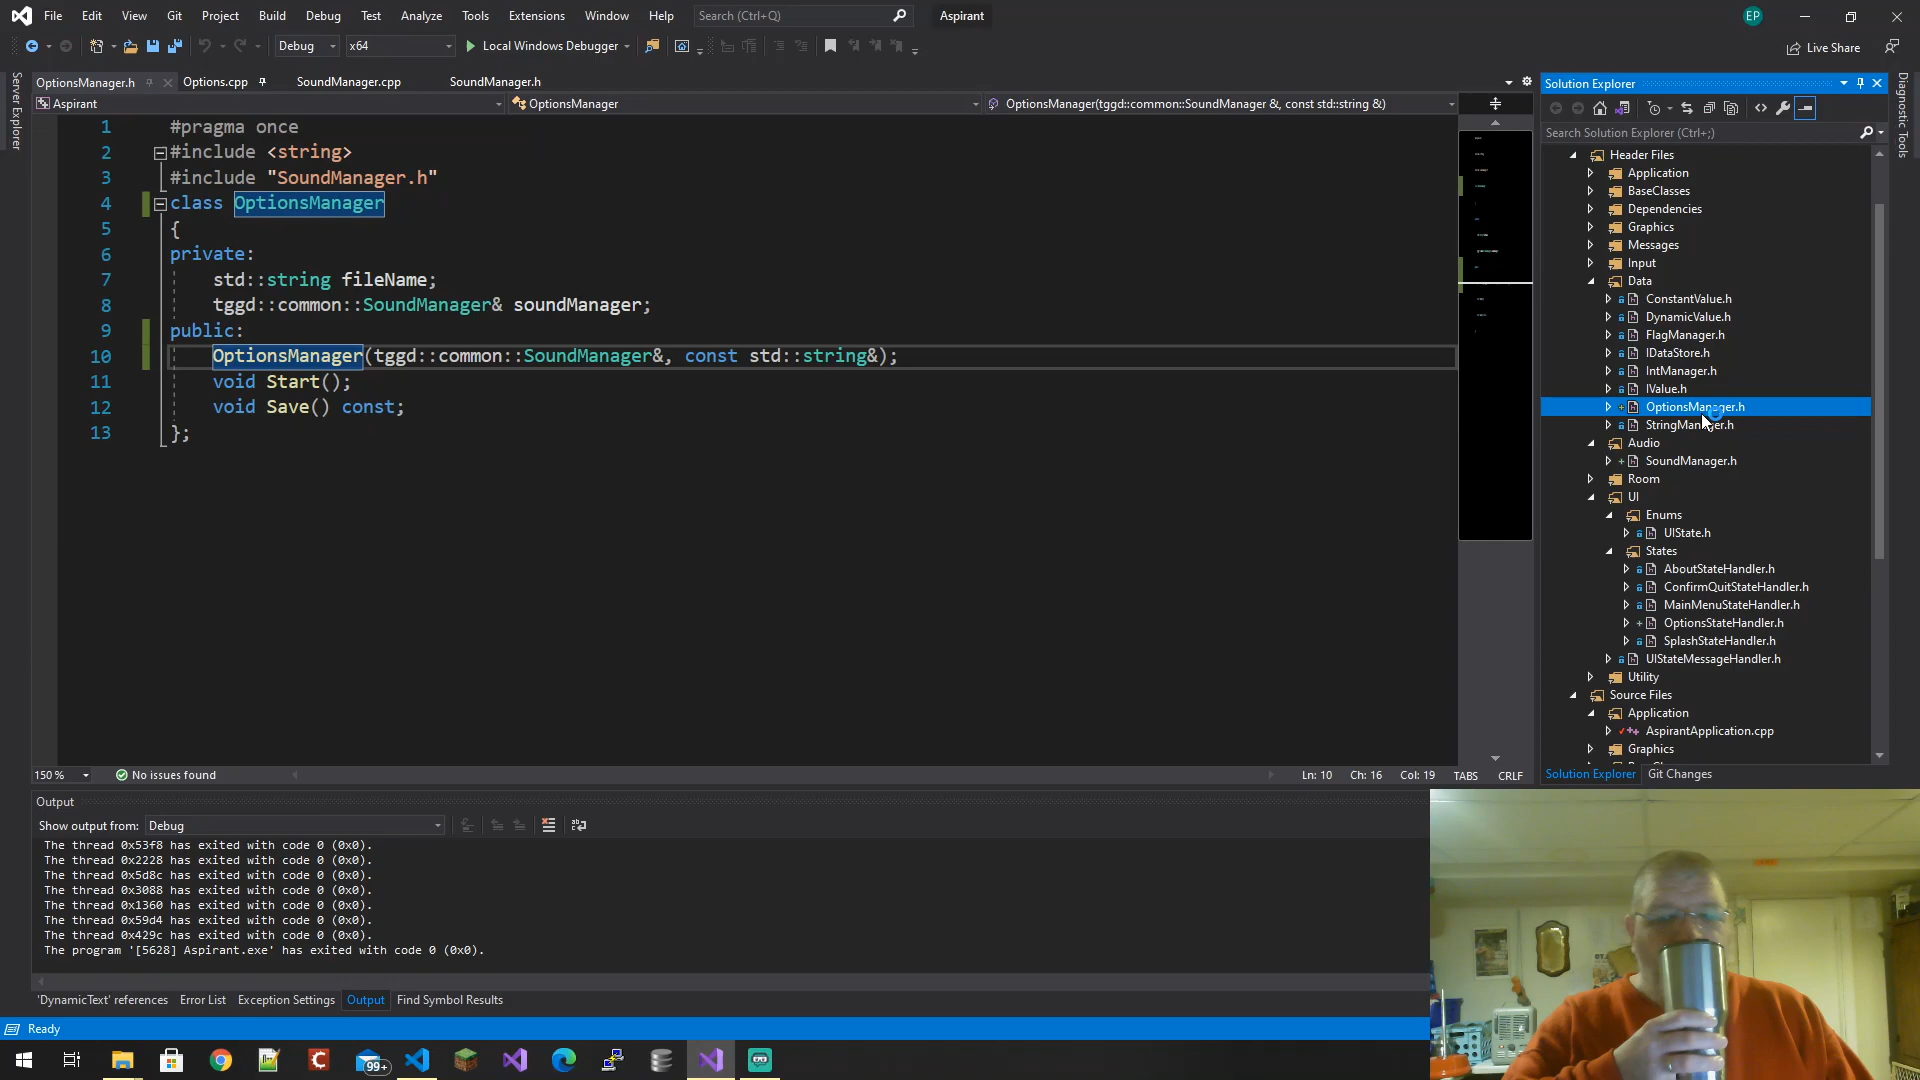 File Edit View Git Project Build Debug Test Analyze Tools Extensions Window Help Search (Ctrl+Q) Aspirant EP
Debug x64 Local Windows Debugger Live Share
OptionsManager.h Options.cpp SoundManager.cpp SoundManager.h
Aspirant OptionsManager OptionsManager(tggd::common::SoundManager &, const std::string &)
Server Explorer
Diagnostic Tools
1 #pragma once
2 #include <string>
3 #include "SoundManager.h"
4 class OptionsManager
5 {
6 private:
7 std::string fileName;
8 tggd::common::SoundManager& soundManager;
9 public:
10 OptionsManager(tggd::common::SoundManager&, const std::string&);
11 void Start();
12 void Save() const;
13 };
150 % No issues found Ln: 10 Ch: 16 Col: 19 TABS CRLF
Solution Explorer
Search Solution Explorer (Ctrl+;)
Header Files
Application
BaseClasses
Dependencies
Graphics
Messages
Input
Data
ConstantValue.h
DynamicValue.h
FlagManager.h
IDataStore.h
IntManager.h
IValue.h
OptionsManager.h
StringManager.h
Audio
SoundManager.h
Room
UI
Enums
UIState.h
States
AboutStateHandler.h
ConfirmQuitStateHandler.h
MainMenuStateHandler.h
OptionsStateHandler.h
SplashStateHandler.h
UIStateMessageHandler.h
Utility
Source Files
Application
AspirantApplication.cpp
Graphics
Solution Explorer Git Changes
Output
Show output from: Debug
The thread 0x53f8 has exited with code 0 (0x0).
The thread 0x2228 has exited with code 0 (0x0).
The thread 0x5d8c has exited with code 0 (0x0).
The thread 0x3088 has exited with code 0 (0x0).
The thread 0x1360 has exited with code 0 (0x0).
The thread 0x59d4 has exited with code 0 (0x0).
The thread 0x429c has exited with code 0 (0x0).
The program '[5628] Aspirant.exe' has exited with code 0 (0x0).
'DynamicText' references Error List Exception Settings Output Find Symbol Results
Ready
99+